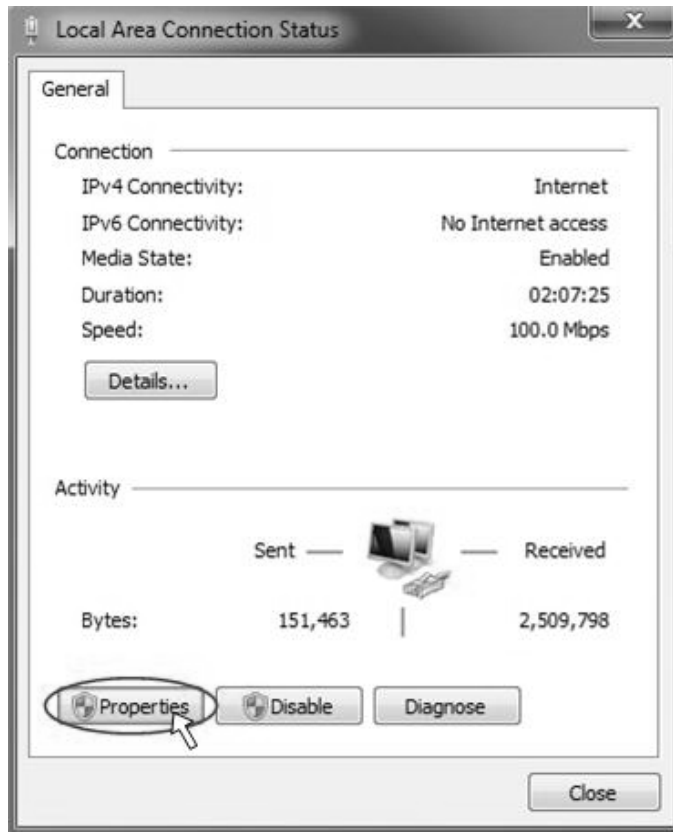 Local Area Connection Status
x
General
Connection
IPv4 Connectivity: Internet
IPv6 Connectivity: No Internet access
Media State: Enabled
Duration: 02:07:25
Speed: 100.0 Mbps
Details...
Activity
Sent Received
Bytes: 151,463 2,509,798
Properties Disable Diagnose
Close